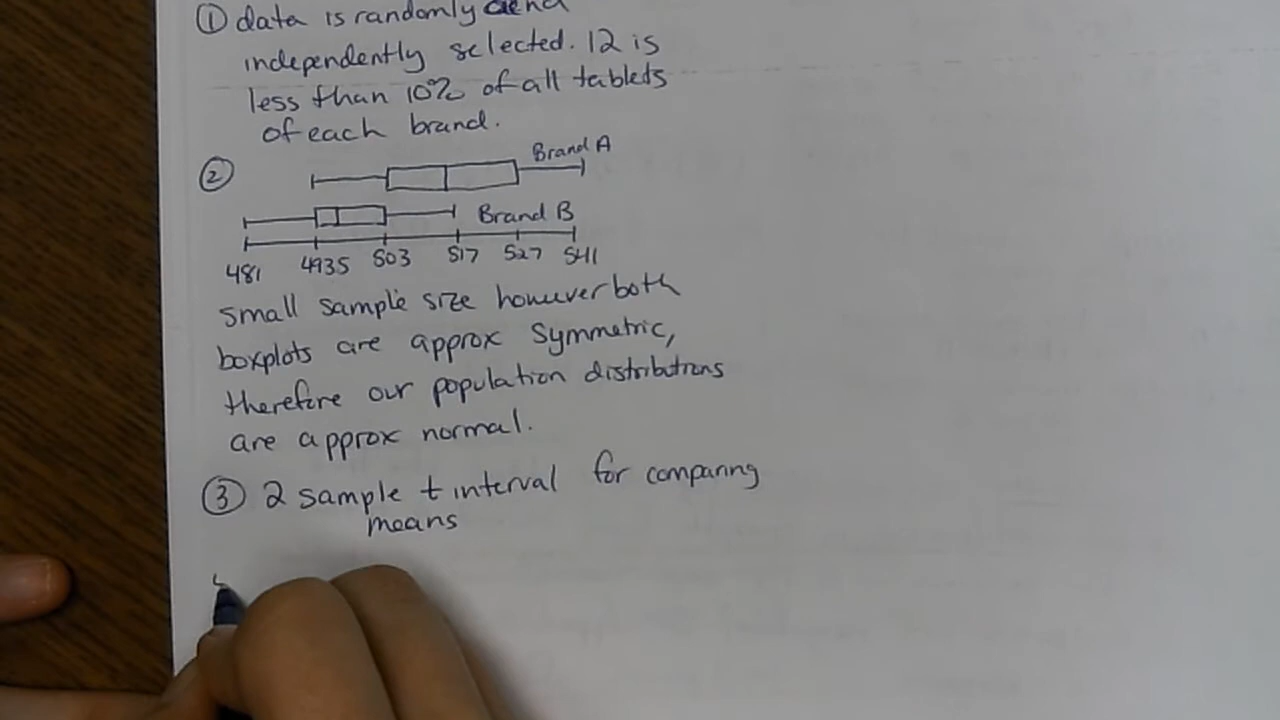 ① data is randomly and
independently selected. 12 is
less than 10% of all tablets
of each brand.
②
Brand A
Brand B
481 4935 503 517 527 541
small sample size however both
boxplots are approx symmetric,
therefore our population distributions
are approx normal.
③ 2 sample t interval for comparing
means